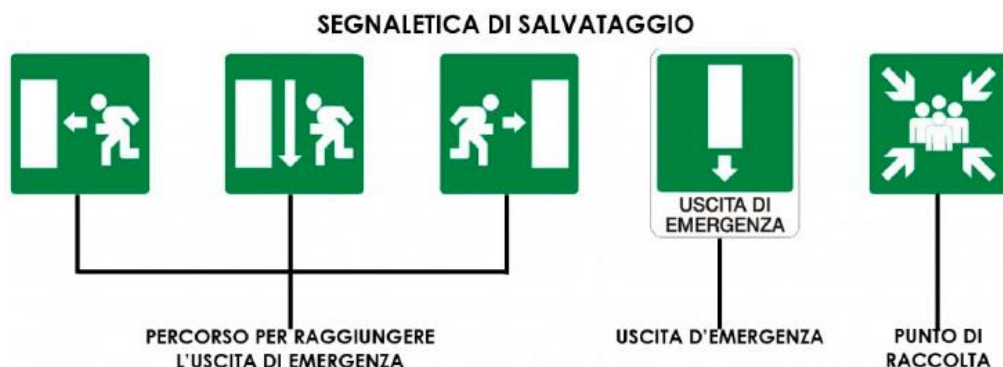 SEGNALETICA DI SALVATAGGIO
USCITA DI
EMERGENZA
PERCORSO PER RAGGIUNGERE
L'USCITA DI EMERGENZA
USCITA D'EMERGENZA
PUNTO DI
RACCOLTA